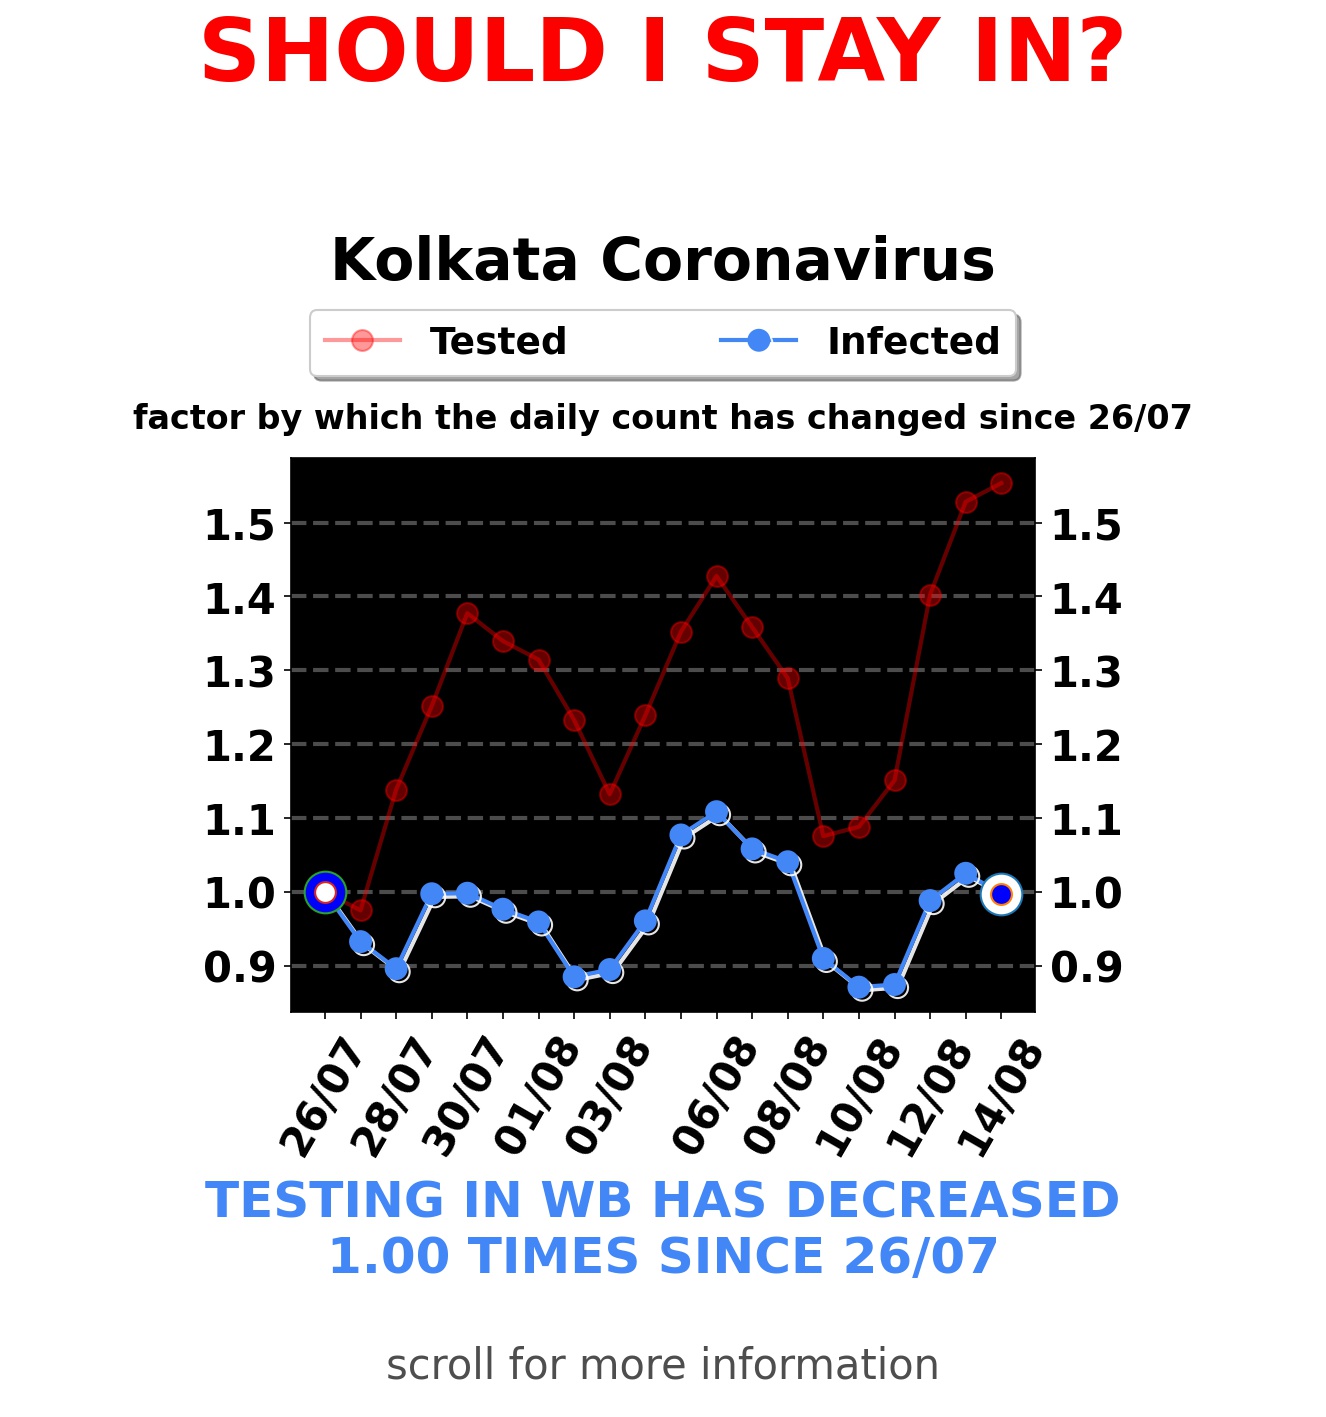 SHOULD I STAY IN?
Kolkata Coronavirus
Tested Infected
factor by which the daily count has changed since 26/07
1.5 1.5
1.4 1.4
1.3 1.3
1.2 1.2
1.1 1.1
1.0 1.0
0.9 0.9
26/07 28/07 30/07 01/08 03/08 06/08 08/08 10/08 12/08 14/08
TESTING IN WB HAS DECREASED
1.00 TIMES SINCE 26/07
scroll for more information